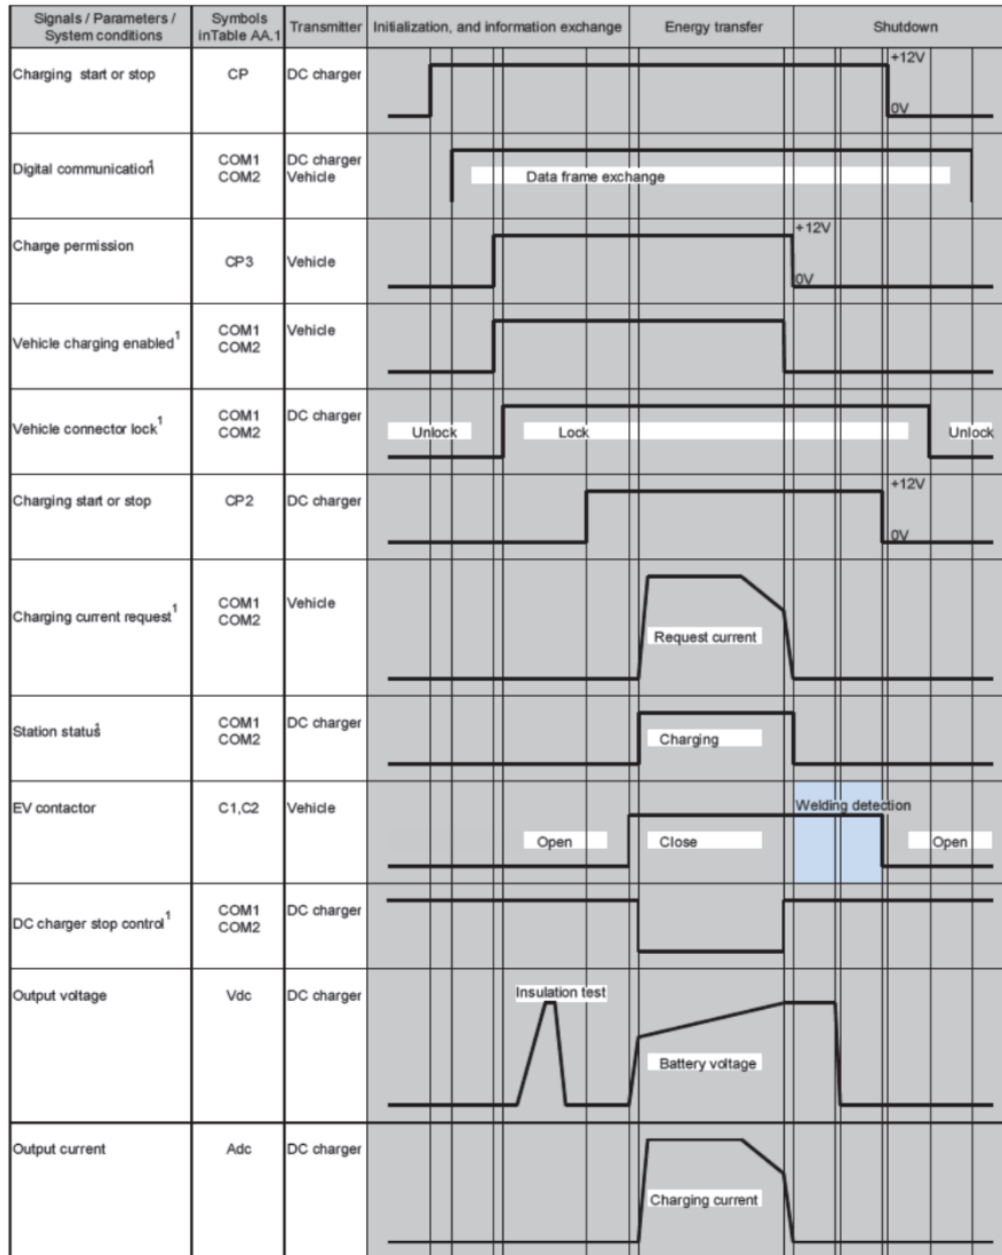 Signals / Parameters /
System conditions
Symbols
inTable AA.1
Transmitter
Initialization, and information exchange
Energy transfer
Shutdown
Charging start or stop
CP
DC charger
+12V
0V
Digital communication1
COM1
COM2
DC charger
Vehicle
Data frame exchange
Charge permission
CP3
Vehicle
+12V
0V
Vehicle charging enabled1
COM1
COM2
Vehicle
Vehicle connector lock1
COM1
COM2
DC charger
Unlock
Lock
Unlock
Charging start or stop
CP2
DC charger
+12V
0V
Charging current request1
COM1
COM2
Vehicle
Request current
Station status1
COM1
COM2
DC charger
Charging
EV contactor
C1,C2
Vehicle
Open
Close
Welding detection
Open
DC charger stop control1
COM1
COM2
DC charger
Output voltage
Vdc
DC charger
Insulation test
Battery voltage
Output current
Adc
DC charger
Charging current